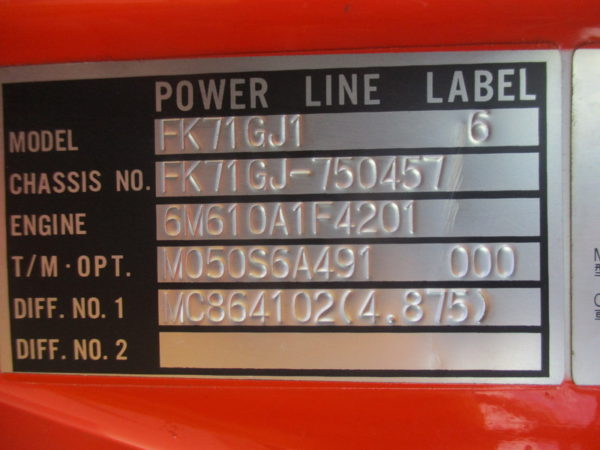 POWER LINE LABEL
MODEL FK71GJ1 6
CHASSIS NO. FK71GJ-750457
ENGINE 6M610A1F4201
T/M·OPT. M050S6A491 000
DIFF. NO. 1 MC864102(4.875)
DIFF. NO. 2